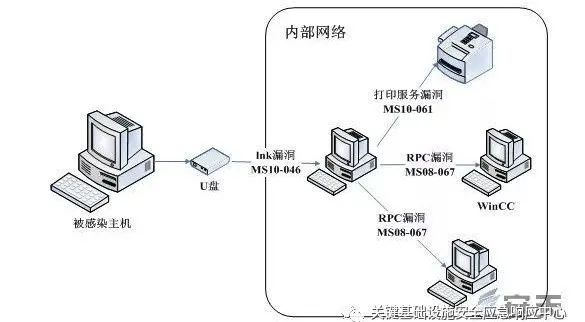 内部网络
打印服务漏洞
MS10-061
lnk漏洞
MS10-046
RPC漏洞
MS08-067
U盘
WinCC
被感染主机
RPC漏洞
MS08-067
安天
关键基础设施安全应急响应中心